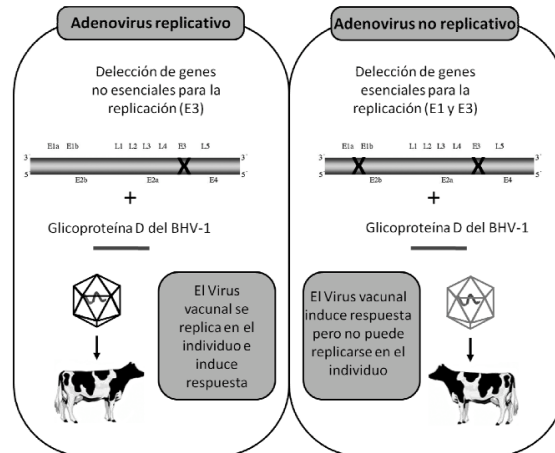 Adenovirus replicativo
Delección de genes
no esenciales para la
replicación (E3)
E1a E1b L1 L2 L3 L4 E3 L5
3´ 3´
5´ 5´
E2b E2a E4
+
Glicoproteína D del BHV-1
El Virus
vacunal se
replica en el
individuo e
induce
respuesta
Adenovirus no replicativo
Delección de genes
esenciales para la
replicación (E1 y E3)
E1a E1b L1 L2 L3 L4 E3 L5
3´ 3´
5´ 5´
E2b E2a E4
+
Glicoproteína D del BHV-1
El Virus vacunal
induce respuesta
pero no puede
replicarse en el
individuo